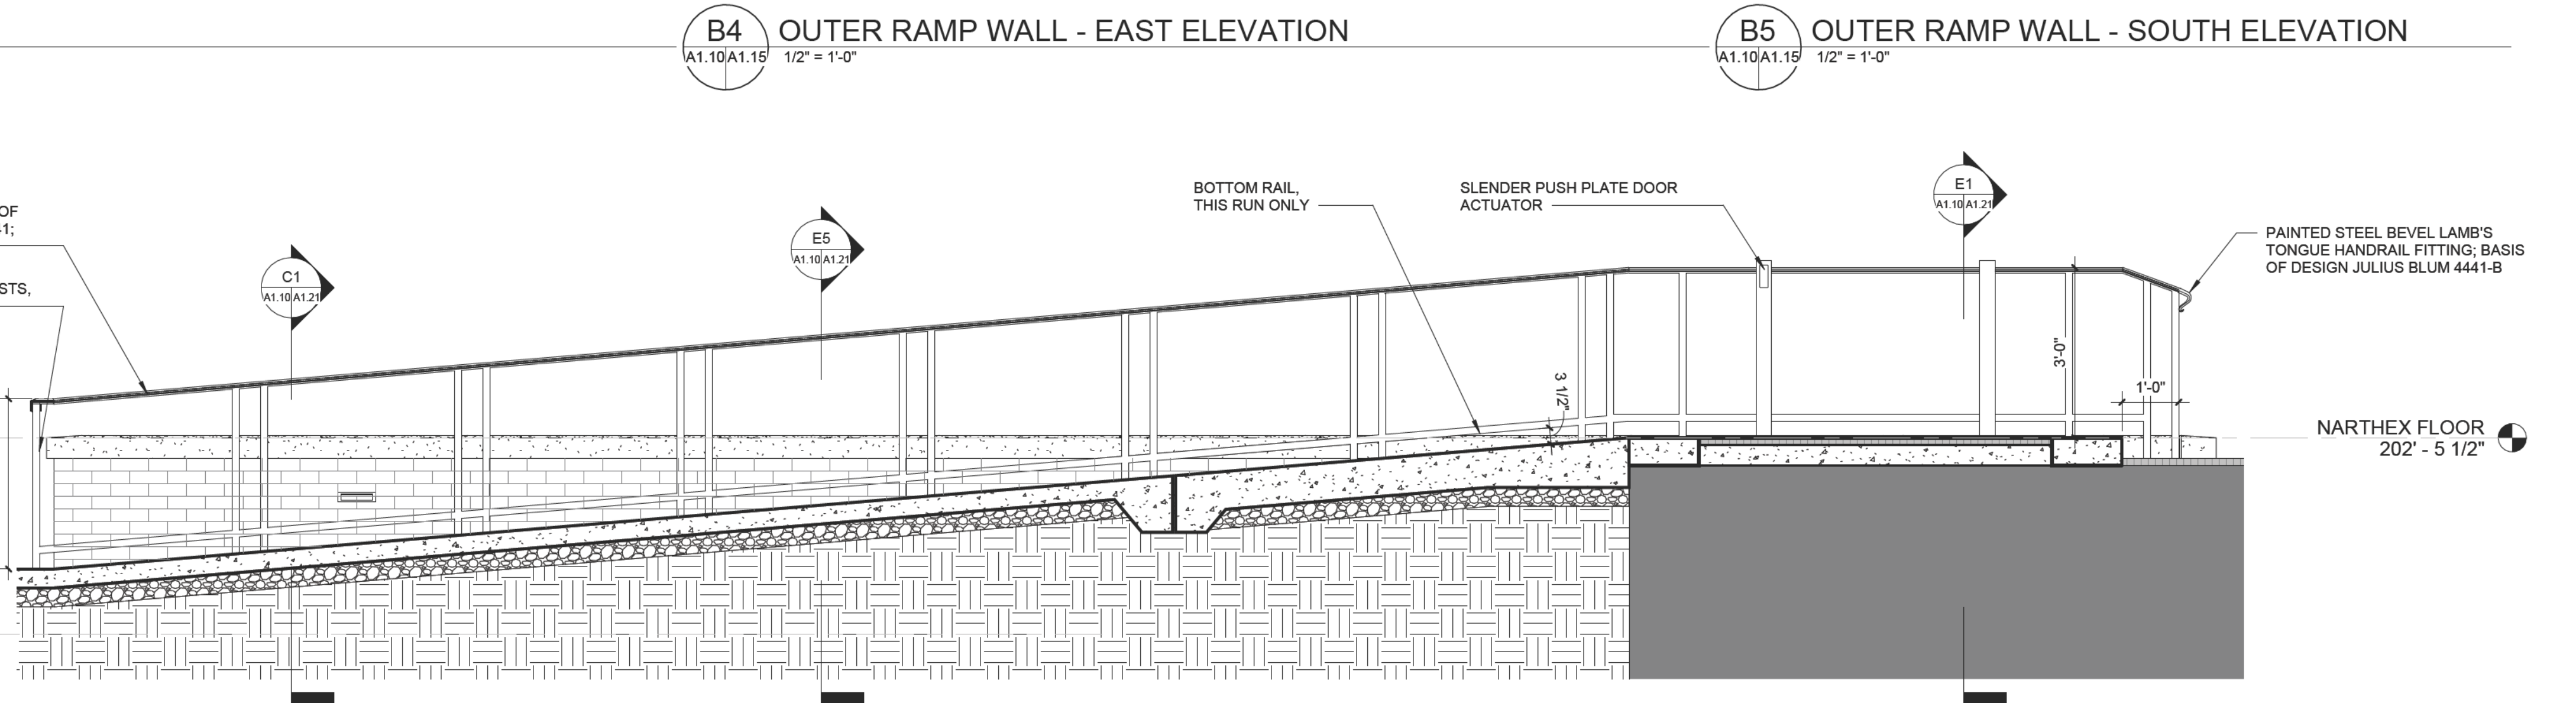 B4
A1.10 A1.15
OUTER RAMP WALL - EAST ELEVATION
1/2" = 1'-0"
B5
A1.10 A1.15
OUTER RAMP WALL - SOUTH ELEVATION
1/2" = 1'-0"
OF
1;
STS,
C1
A1.10 A1.21
E5
A1.10 A1.21
BOTTOM RAIL,
THIS RUN ONLY
SLENDER PUSH PLATE DOOR
ACTUATOR
E1
A1.10 A1.21
PAINTED STEEL BEVEL LAMB'S
TONGUE HANDRAIL FITTING; BASIS
OF DESIGN JULIUS BLUM 4441-B
3 1/2"
3'-0"
1'-0"
NARTHEX FLOOR
202' - 5 1/2"